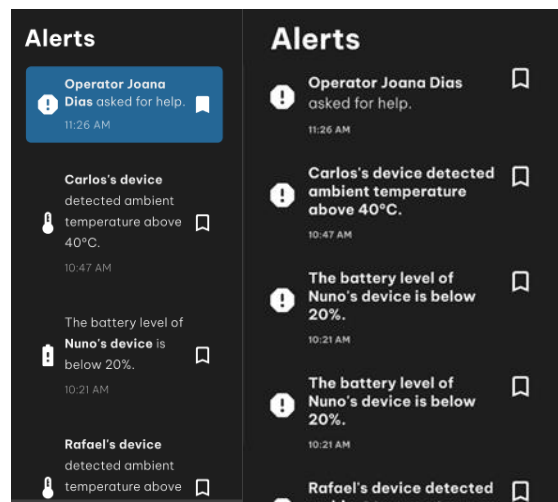 Alerts
Operator Joana
Dias asked for help.
11:26 AM
Carlos's device
detected ambient
temperature above
40°C.
10:47 AM
The battery level of
Nuno's device is
below 20%.
10:21 AM
Rafael's device
detected ambient
temperature above
Alerts
Operator Joana Dias
asked for help.
11:26 AM
Carlos's device detected
ambient temperature
above 40°C.
10:47 AM
The battery level of
Nuno's device is below
20%.
10:21 AM
The battery level of
Nuno's device is below
20%.
10:21 AM
Rafael's device detected